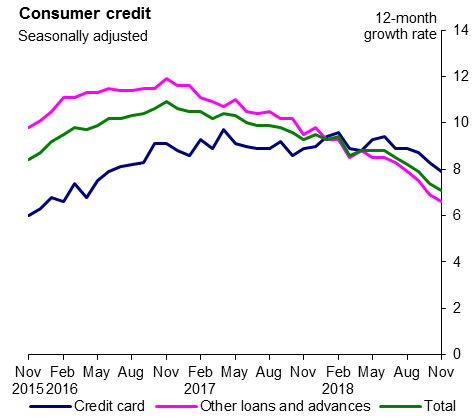 Consumer credit
Seasonally adjusted
12-month
growth rate
14
12
10
8
6
4
2
0
Nov Feb May Aug Nov Feb May Aug Nov Feb May Aug Nov
2015 2016 2017 2018
Credit card Other loans and advances Total